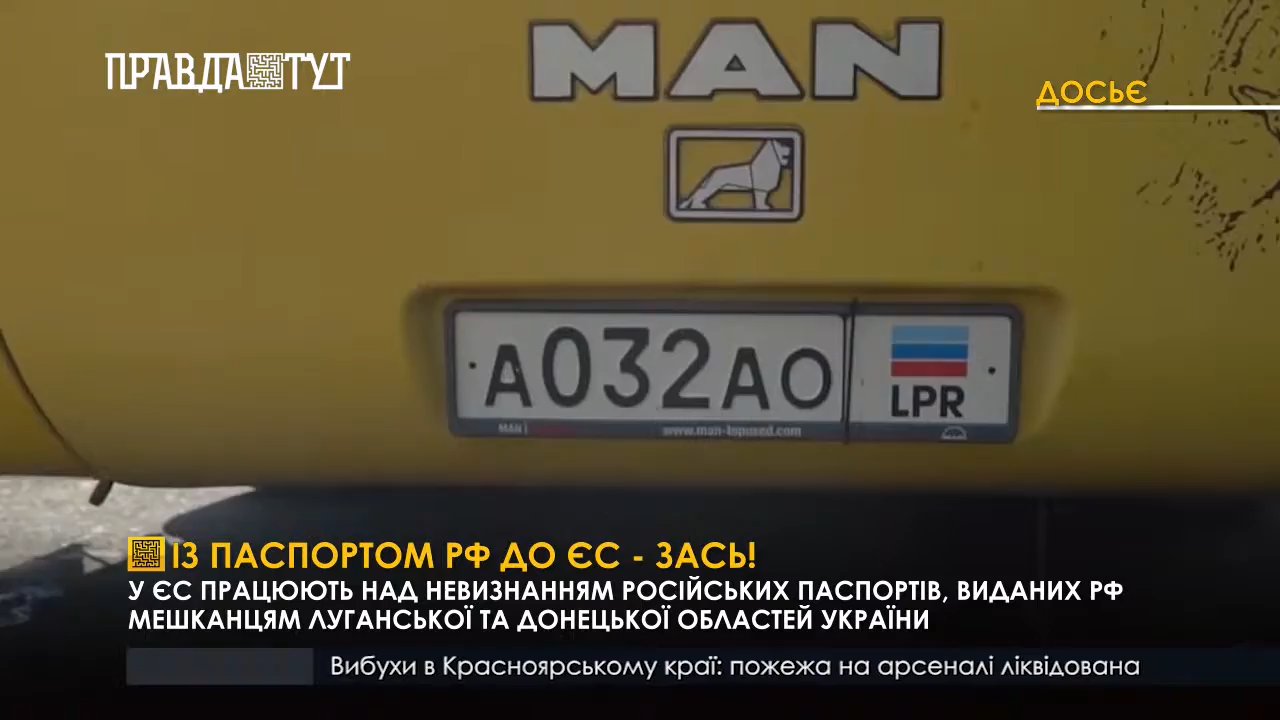 ПРАВДА ТУТ
MAN
ДОСЬЄ
А032АО
LPR
MAN
www.man-topused.com
ІЗ ПАСПОРТОМ РФ ДО ЄС - ЗАСЬ!
У ЄС ПРАЦЮЮТЬ НАД НЕВИЗНАННЯМ РОСІЙСЬКИХ ПАСПОРТІВ, ВИДАНИХ РФ
МЕШКАНЦЯМ ЛУГАНСЬКОЇ ТА ДОНЕЦЬКОЇ ОБЛАСТЕЙ УКРАЇНИ
Вибухи в Красноярському краї: пожежа на арсеналі ліквідована